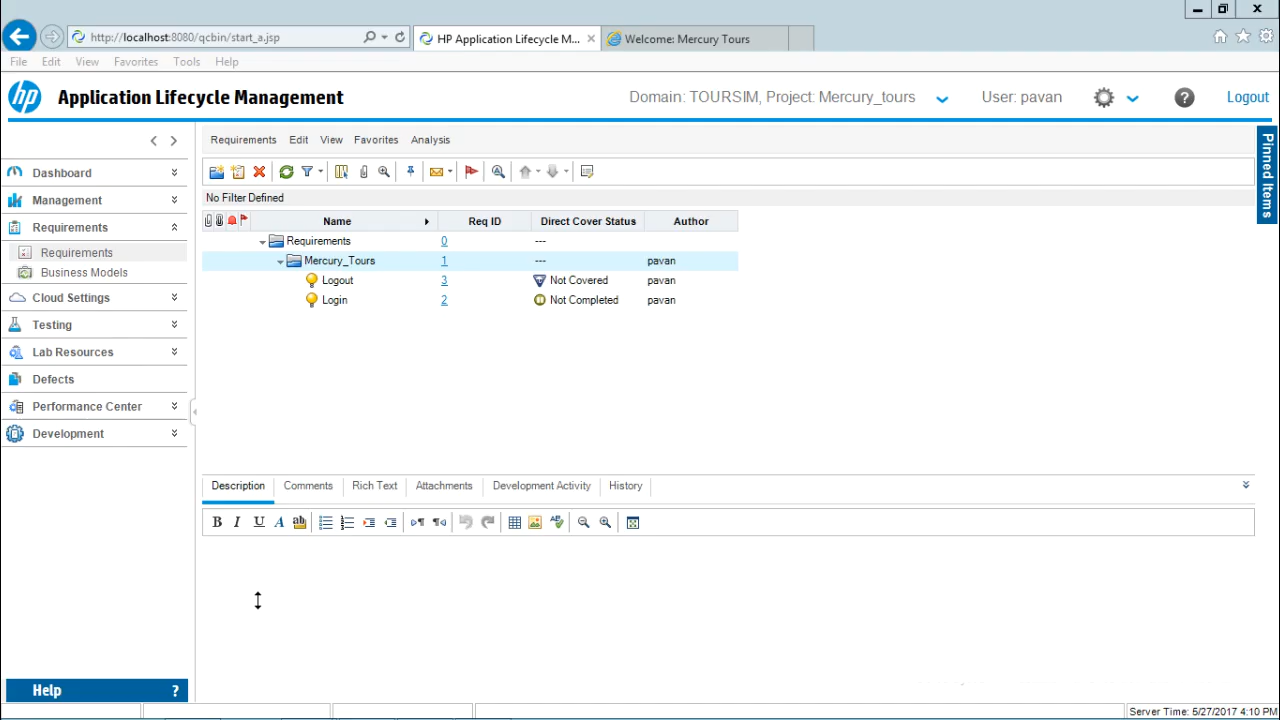 http://localhost:8080/qcbin/start_a.jsp
HP Application Lifecycle M...
Welcome: Mercury Tours
File Edit View Favorites Tools Help
hp
Application Lifecycle Management
Domain: TOURSIM, Project: Mercury_tours
User: pavan
Logout
Pinned Items
Dashboard
Management
Requirements
Requirements
Business Models
Cloud Settings
Testing
Lab Resources
Defects
Performance Center
Development
Help ?
Requirements Edit View Favorites Analysis
No Filter Defined
Name Req ID Direct Cover Status Author
Requirements 0 ---
Mercury_Tours 1 --- pavan
Logout 3 Not Covered pavan
Login 2 Not Completed pavan
Description Comments Rich Text Attachments Development Activity History
B I U A ab
Server Time: 5/27/2017 4:10 PM